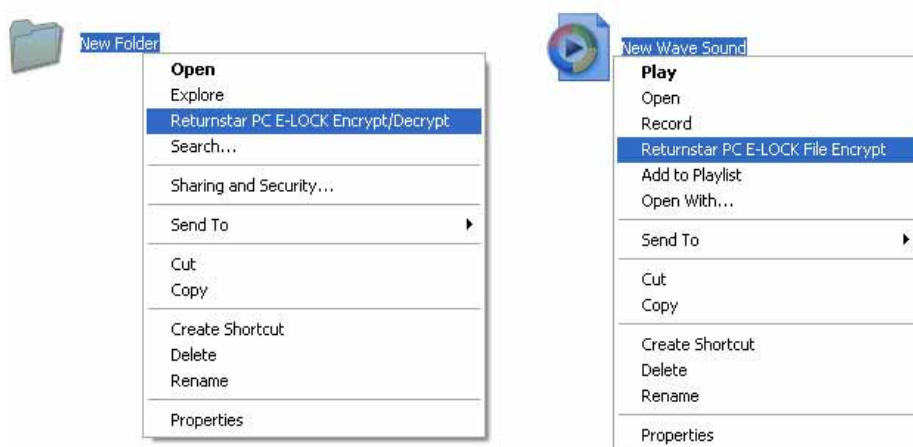 New Folder
Open
Explore
Returnstar PC E-LOCK Encrypt/Decrypt
Search...
Sharing and Security...
Send To
Cut
Copy
Create Shortcut
Delete
Rename
Properties
New Wave Sound
Play
Open
Record
Returnstar PC E-LOCK File Encrypt
Add to Playlist
Open With...
Send To
Cut
Copy
Create Shortcut
Delete
Rename
Properties